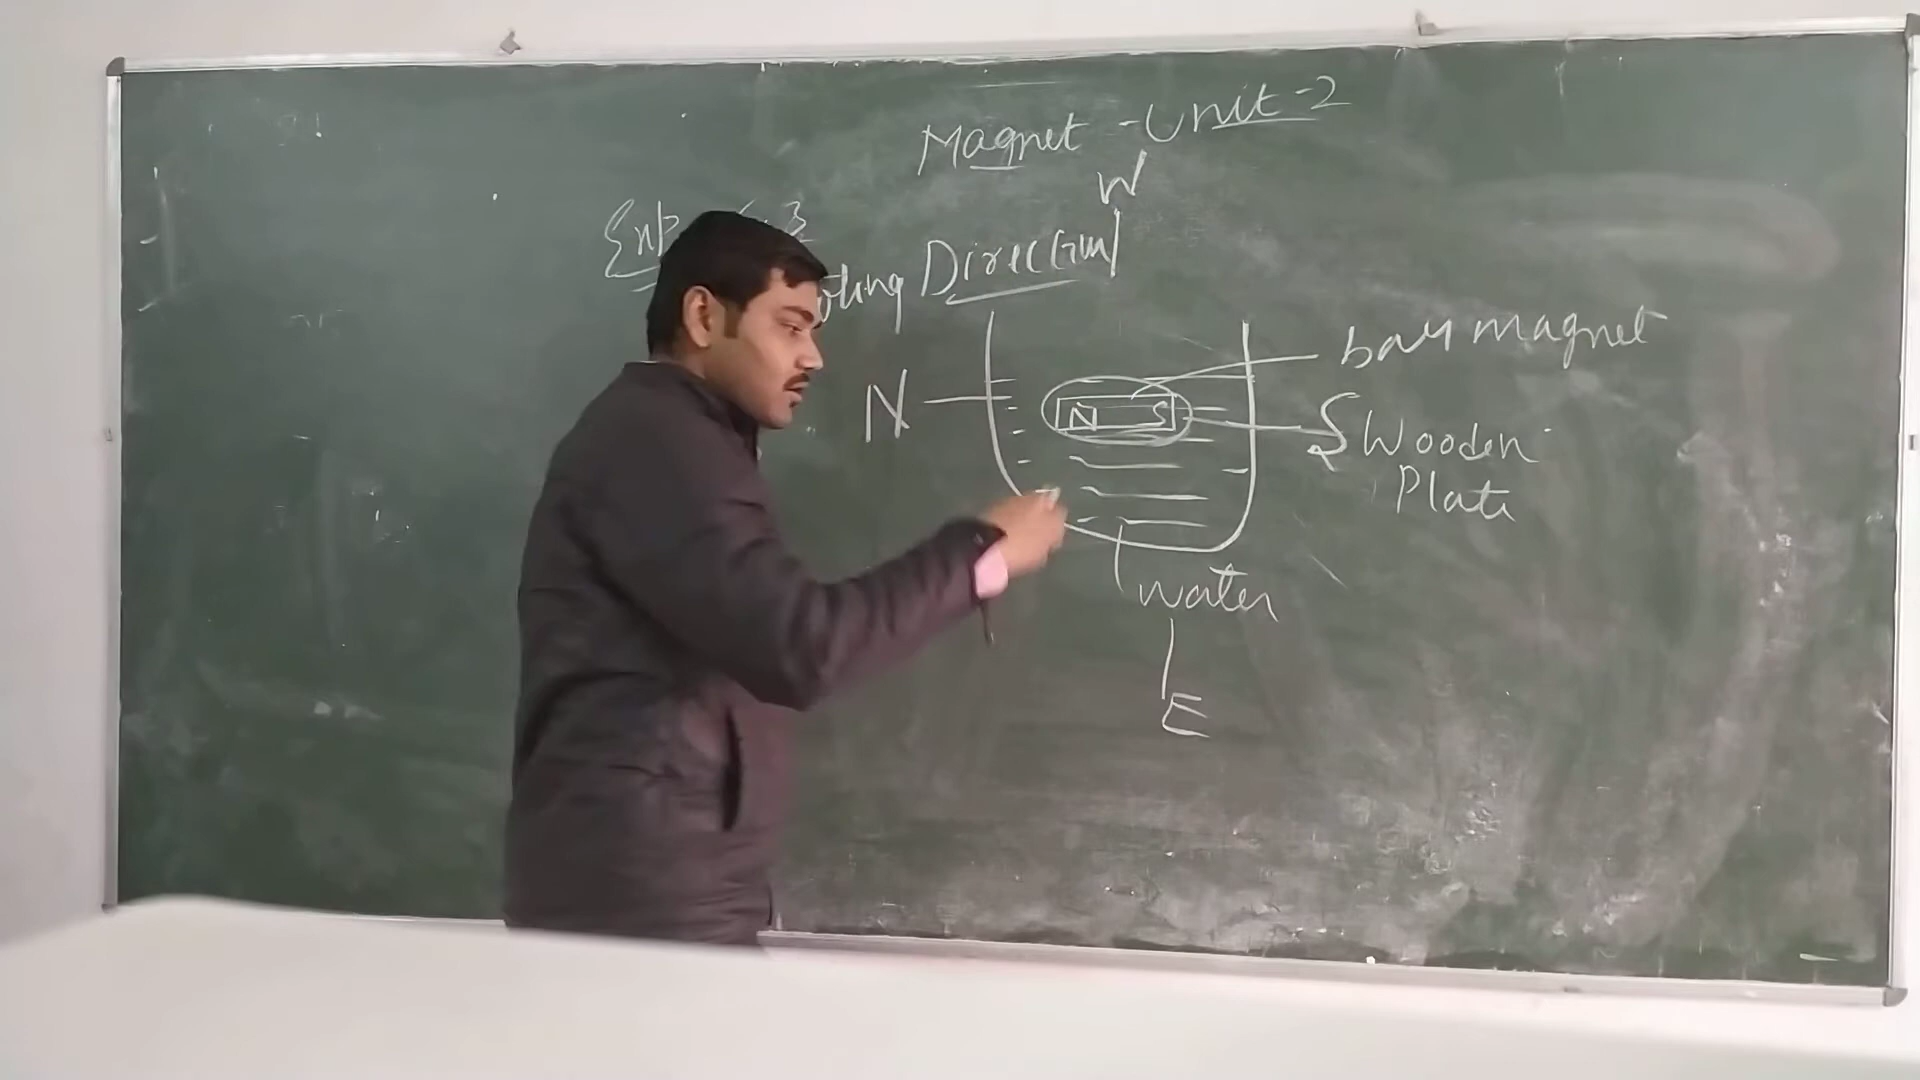 Magnet - Unit-2
W
Direction
N
N S
bar magnet
S Wooden
Plate
water
E